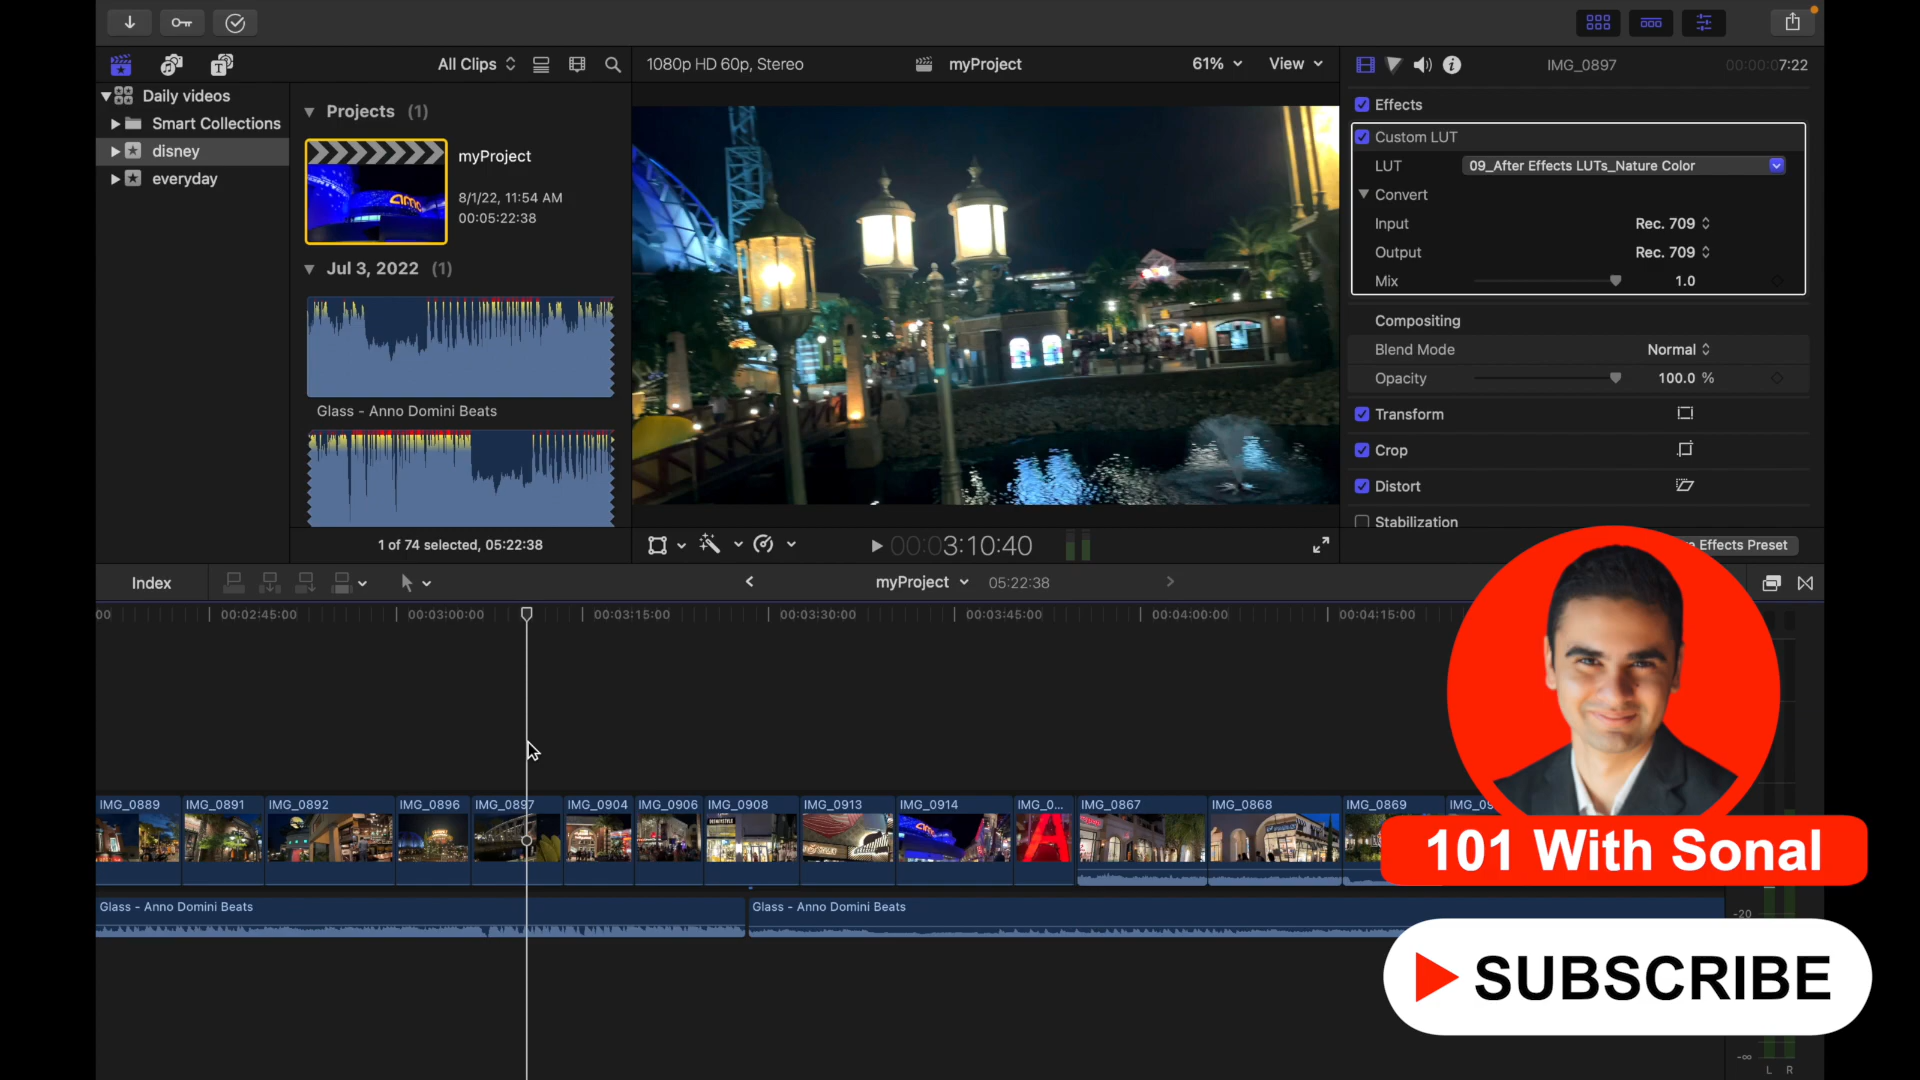 All Clips
1080p HD 60p, Stereo
myProject
61%
View
IMG_0897
00:00:07:22
Daily videos
Smart Collections
disney
everyday
Projects (1)
myProject
8/1/22, 11:54 AM
00:05:22:38
Jul 3, 2022 (1)
Glass - Anno Domini Beats
1 of 74 selected, 05:22:38
00:03:10:40
Effects
Custom LUT
LUT
09_After Effects LUTs_Nature Color
Convert
Input
Rec. 709
Output
Rec. 709
Mix
1.0
Compositing
Blend Mode
Normal
Opacity
100.0 %
Transform
Crop
Distort
Stabilization
Effects Preset
Index
myProject
05:22:38
00:02:45:00
00:03:00:00
00:03:15:00
00:03:30:00
00:03:45:00
00:04:00:00
00:04:15:00
IMG_0889
IMG_0891
IMG_0892
IMG_0896
IMG_0897
IMG_0904
IMG_0906
IMG_0908
IMG_0913
IMG_0914
IMG_0...
IMG_0867
IMG_0868
IMG_0869
IMG_09
Glass - Anno Domini Beats
Glass - Anno Domini Beats
101 With Sonal
SUBSCRIBE
-20
-∞
L R